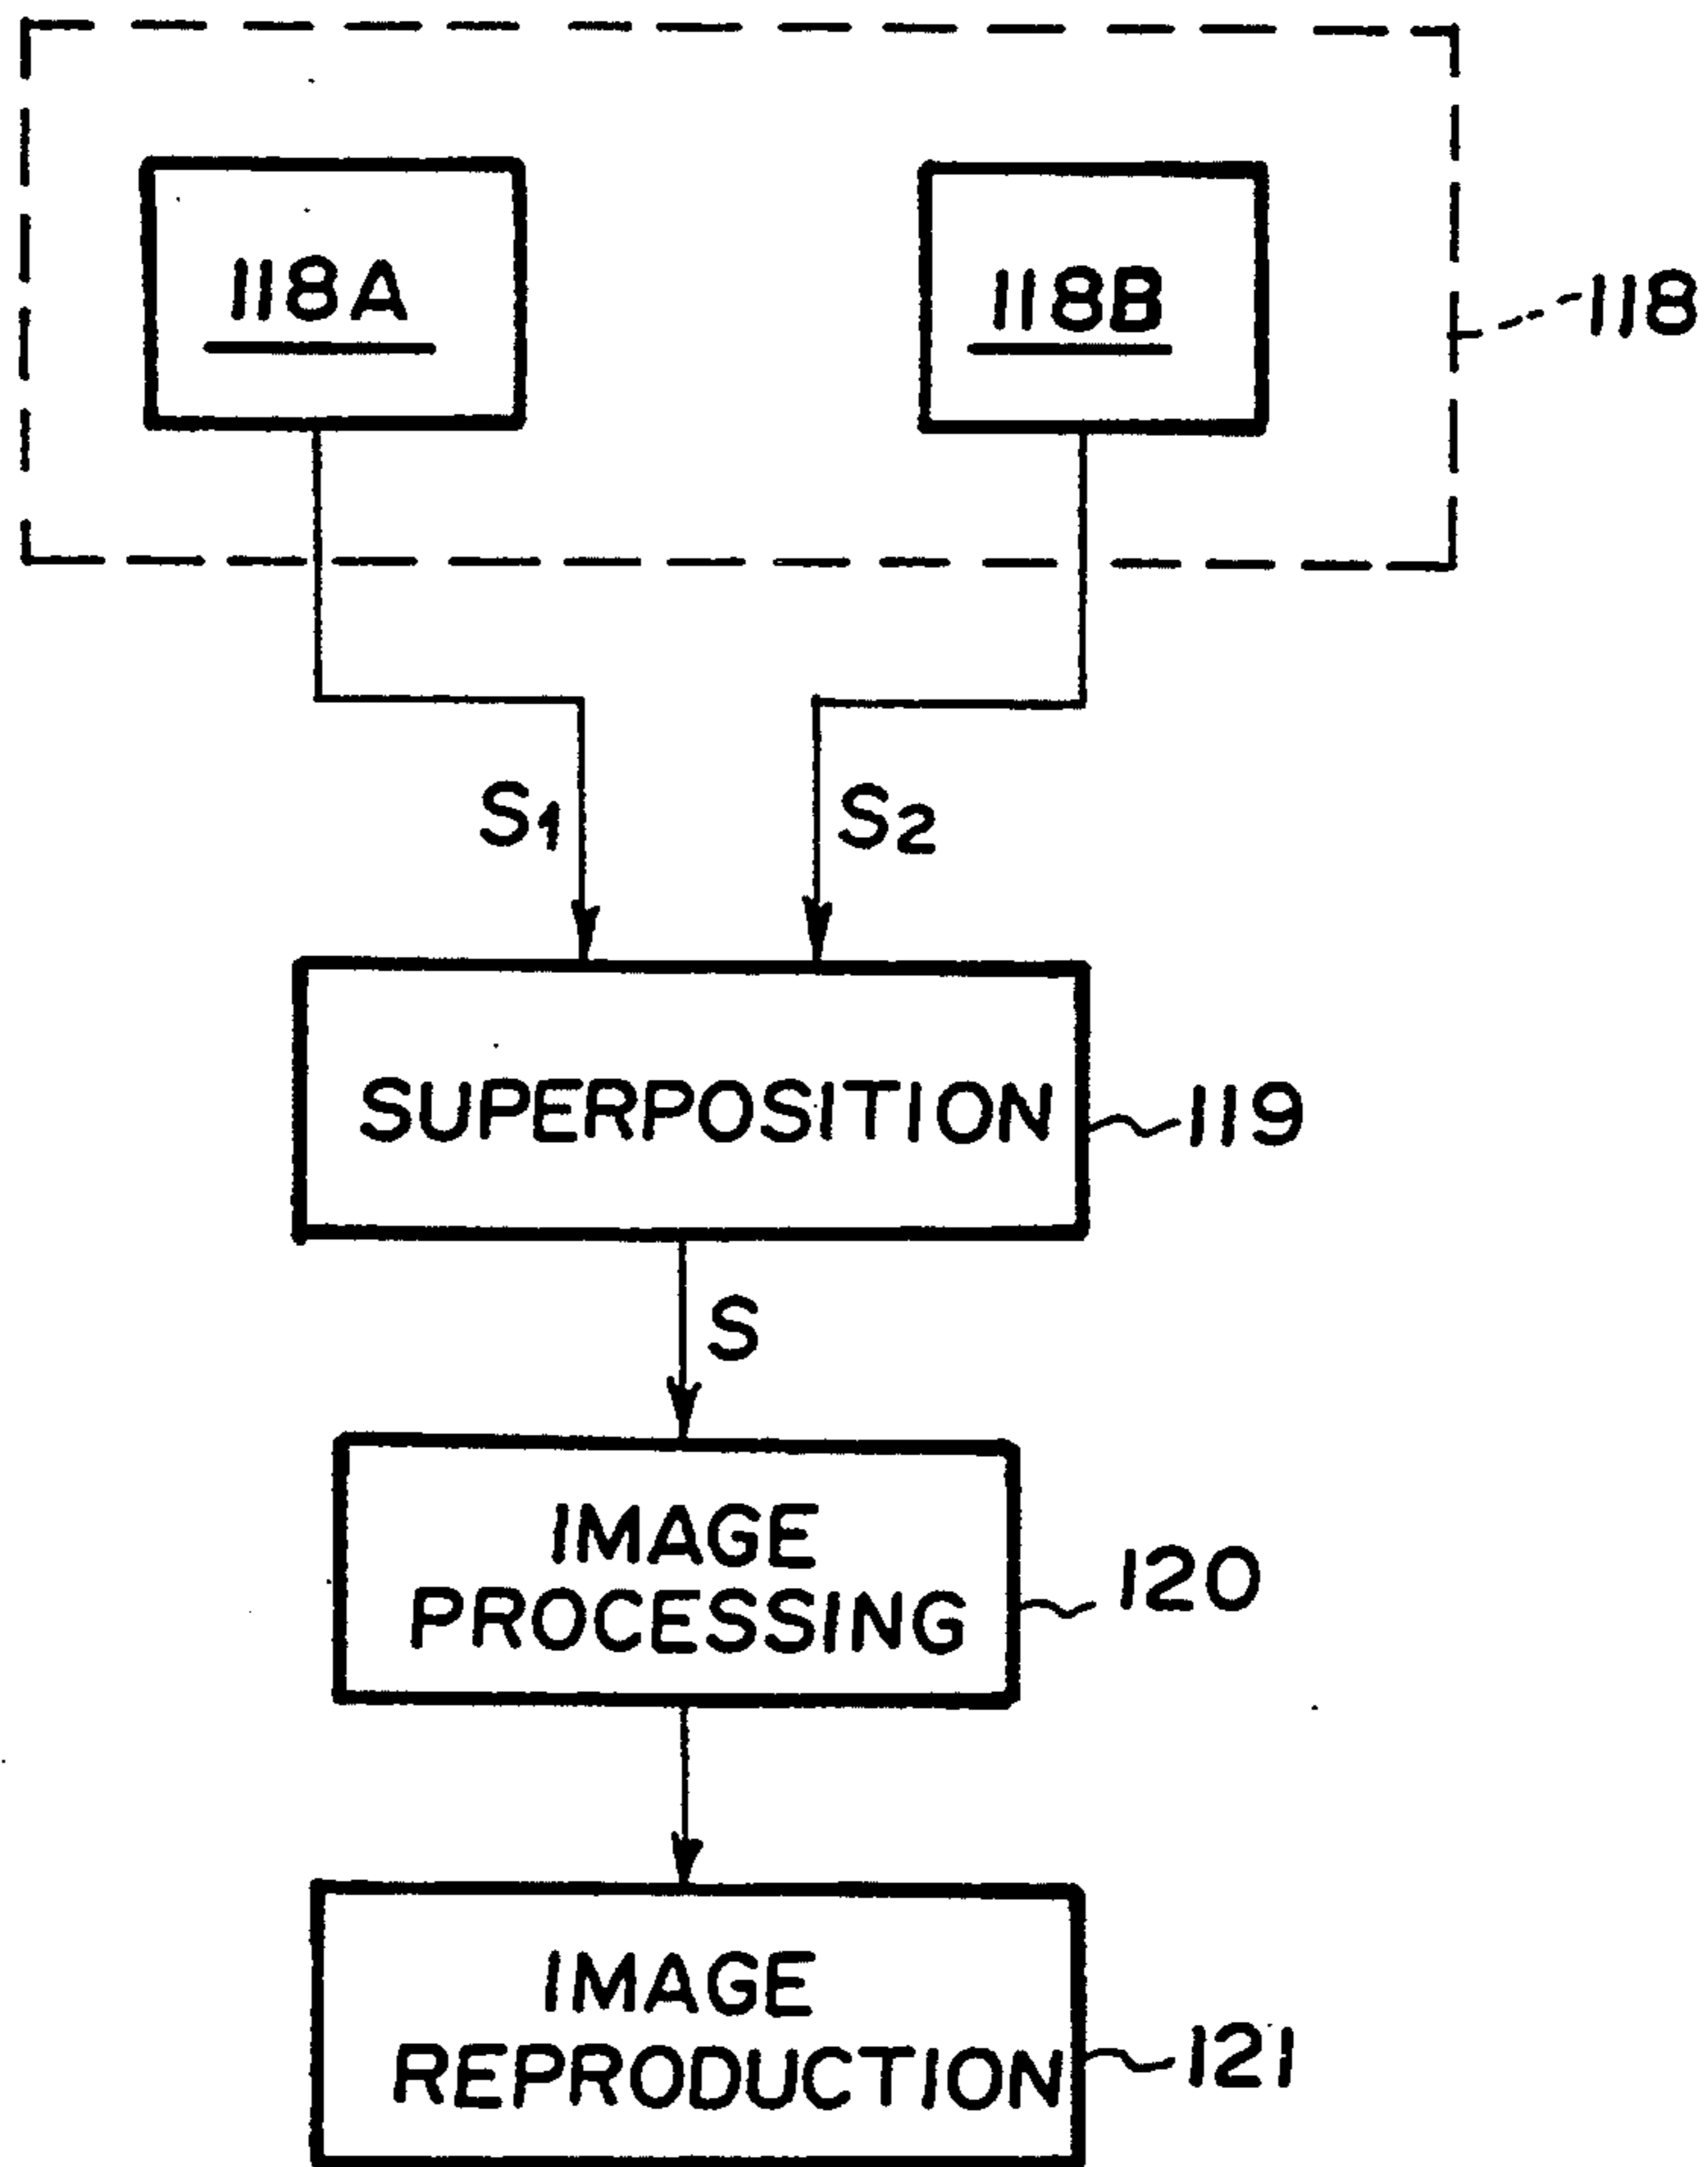 118A
118B
118
S1
S2
SUPERPOSITION
119
S
IMAGE
PROCESSING
120
IMAGE
REPRODUCTION
121